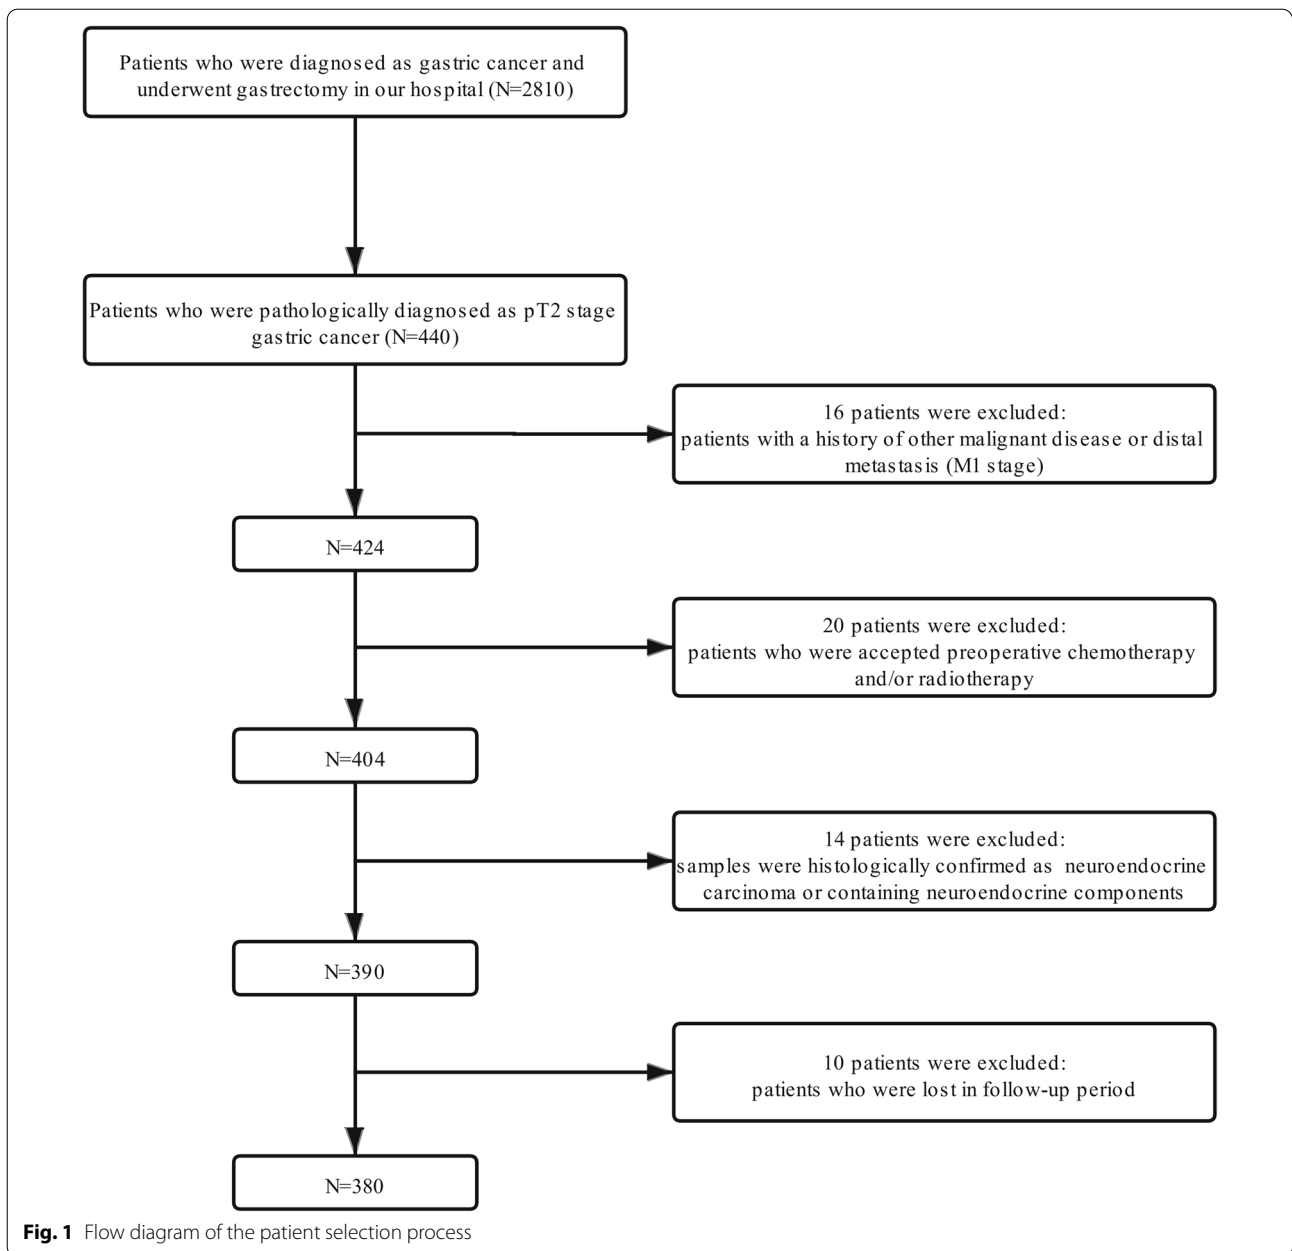 Patients who were diagnosed as gastric cancer and
underwent gastrectomy in our hospital (N=2810)
Patients who were pathologically diagnosed as pT2 stage
gastric cancer (N=440)
16 patients were excluded:
patients with a history of other malignant disease or distal
metastasis (M1 stage)
N=424
20 patients were excluded:
patients who were accepted preoperative chemotherapy
and/or radiotherapy
N=404
14 patients were excluded:
samples were histologically confirmed as neuroendocrine
carcinoma or containing neuroendocrine components
N=390
10 patients were excluded:
patients who were lost in follow-up period
N=380
Fig. 1 Flow diagram of the patient selection process